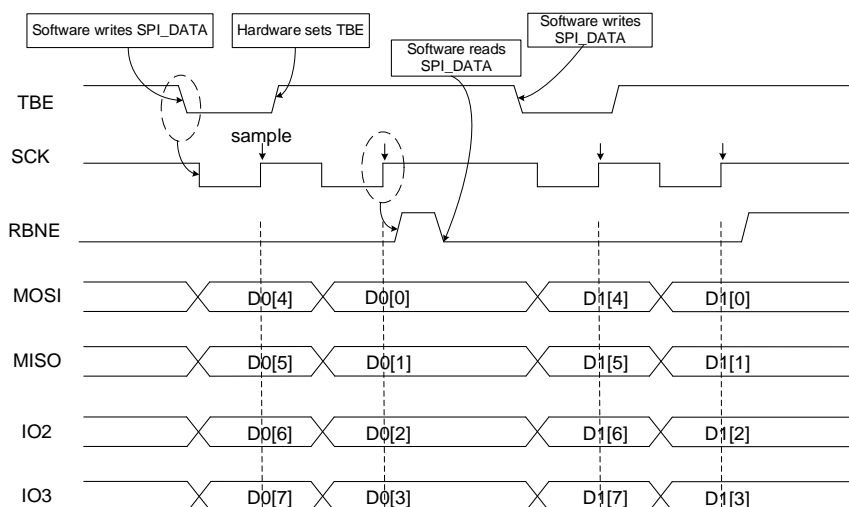 Software writes SPI_DATA
Hardware sets TBE
Software reads
SPI_DATA
Software writes
SPI_DATA
TBE
sample
SCK
RBNE
MOSI D0[4] D0[0] D1[4] D1[0]
MISO D0[5] D0[1] D1[5] D1[1]
IO2 D0[6] D0[2] D1[6] D1[2]
IO3 D0[7] D0[3] D1[7] D1[3]